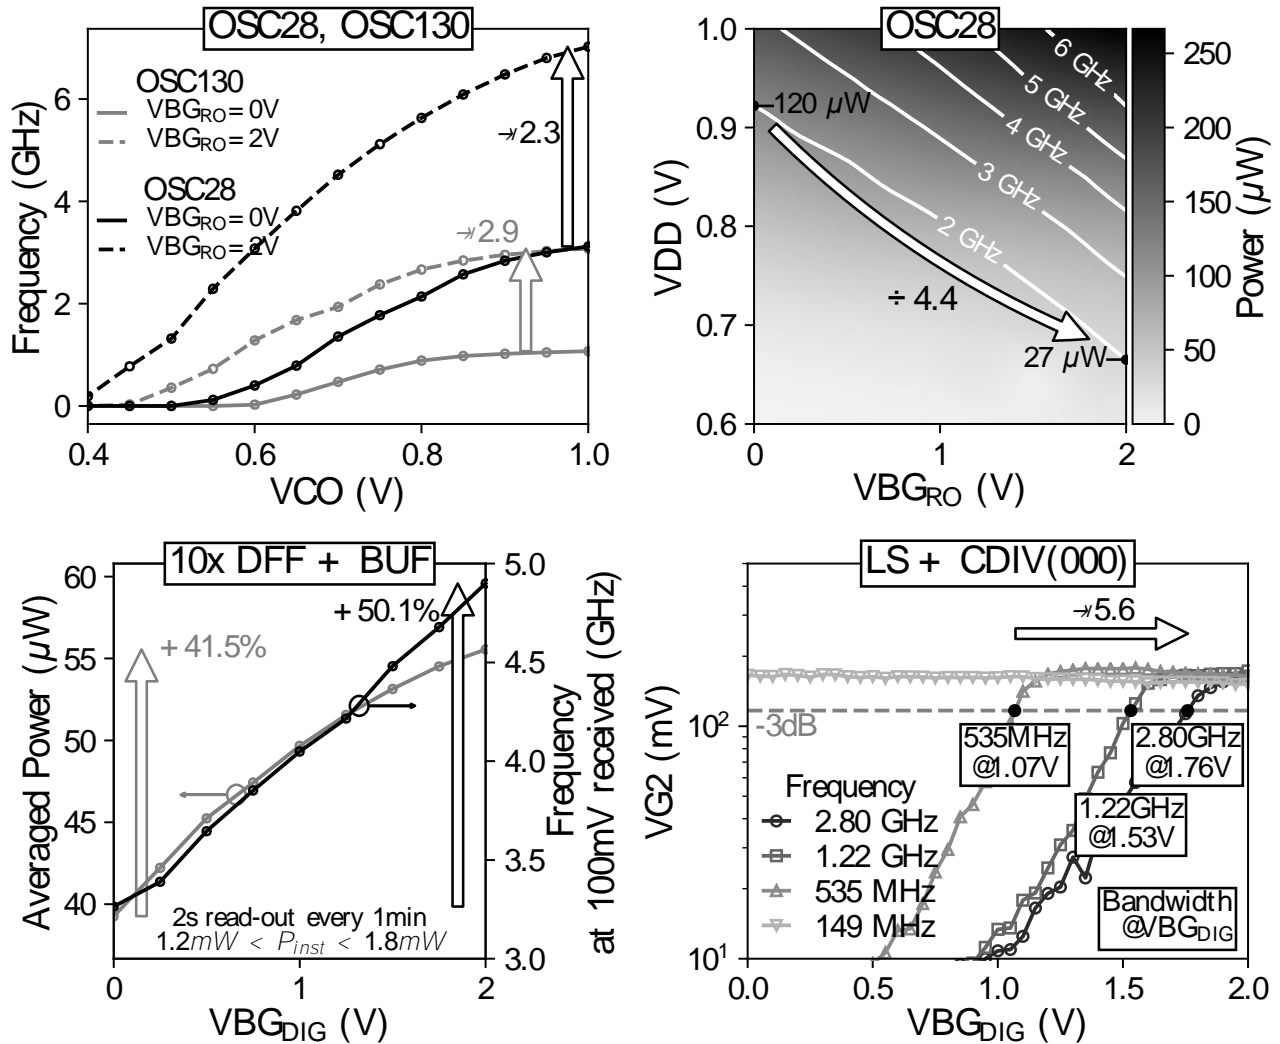 OSC28, OSC130
Frequency (GHz)
6
4
2
0
0.4
0.6
0.8
1.0
VCO (V)
OSC130
VBG_RO = 0V
VBG_RO = 2V
OSC28
VBG_RO = 0V
VBG_RO = 2V
2.3
2.9
OSC28
VDD (V)
1.0
0.9
0.8
0.7
0.6
0
1
2
VBG_RO (V)
120 µW
6 GHz
5 GHz
4 GHz
3 GHz
2 GHz
÷ 4.4
27 µW
250
200
150
100
50
0
Power (µW)
10x DFF + BUF
Averaged Power (µW)
60
55
50
45
40
0
1
2
VBG_DIG (V)
+ 41.5%
+ 50.1%
2s read-out every 1min
1.2mW < P_inst < 1.8mW
5.0
4.5
4.0
3.5
3.0
Frequency
at 100mV received (GHz)
LS + CDIV(000)
VG2 (mV)
10²
10¹
0.0
0.5
1.0
1.5
2.0
VBG_DIG (V)
5.6
-3dB
535MHz
@1.07V
2.80GHz
@1.76V
1.22GHz
@1.53V
Frequency
2.80 GHz
1.22 GHz
535 MHz
149 MHz
Bandwidth
@VBG_DIG